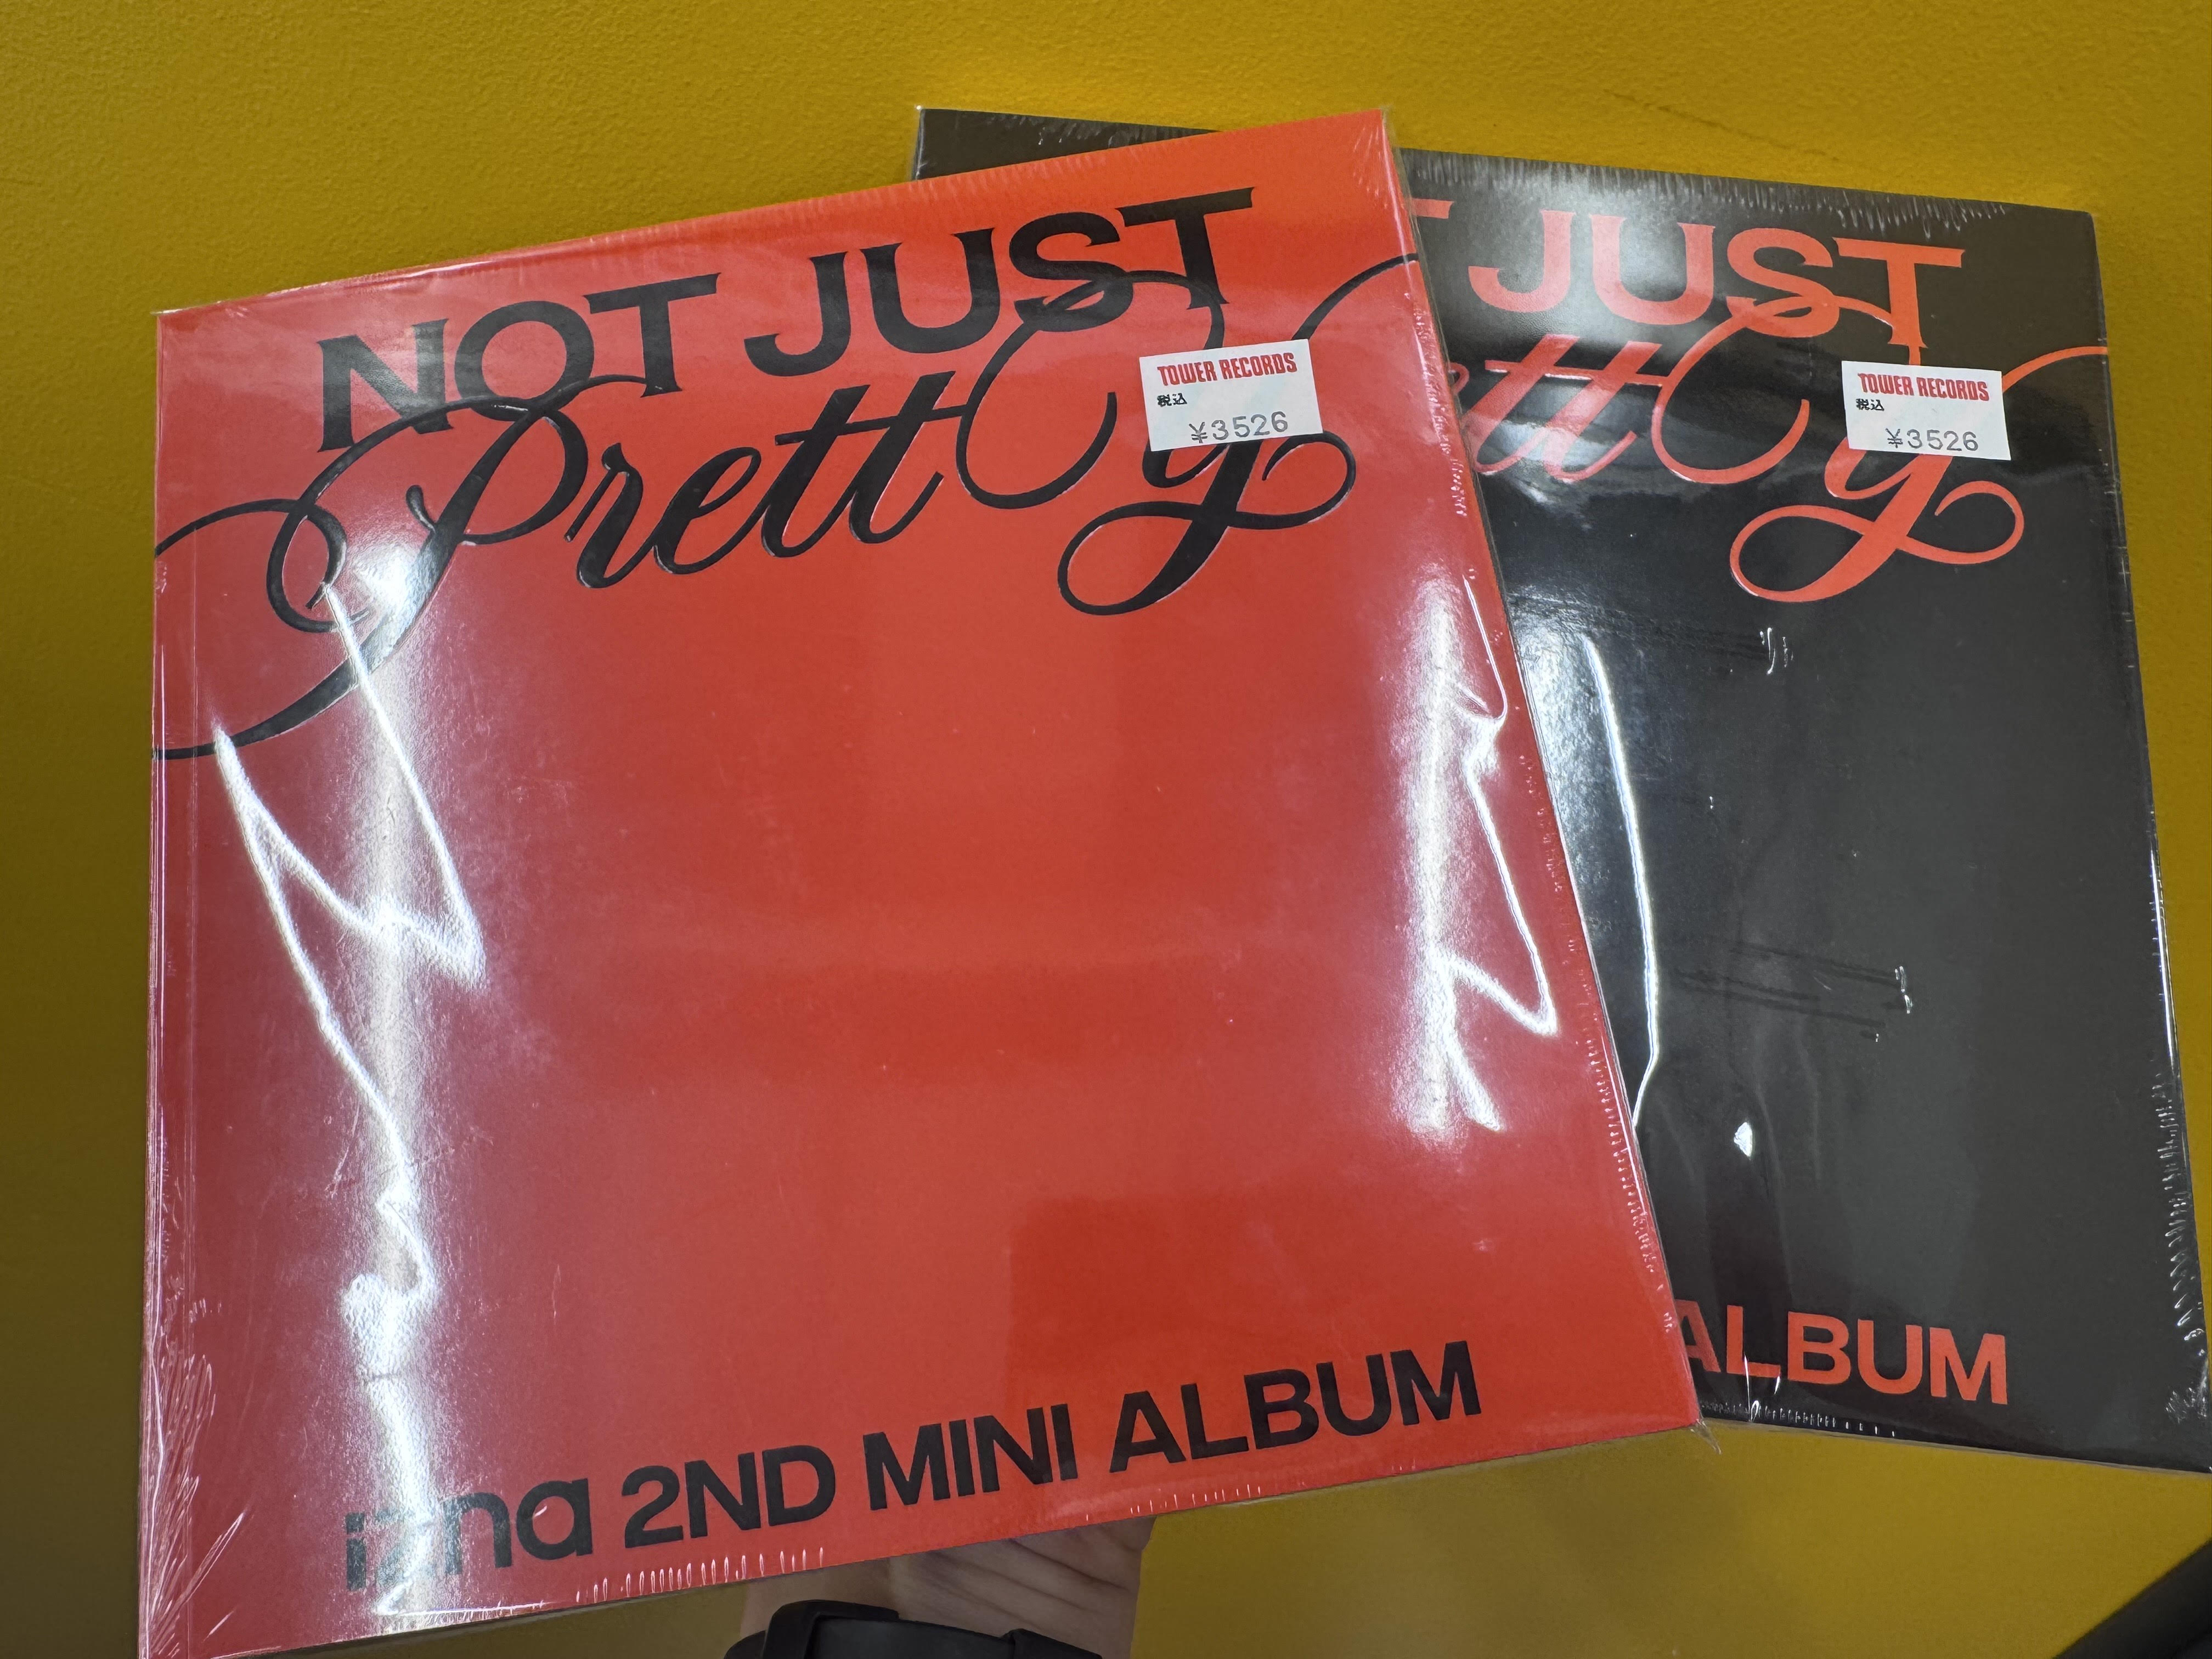 NOT JUST
Pretty
TOWER RECORDS
税込
¥3526
izna 2ND MINI ALBUM
T JUST
etty
TOWER RECORDS
税込
¥3526
ALBUM